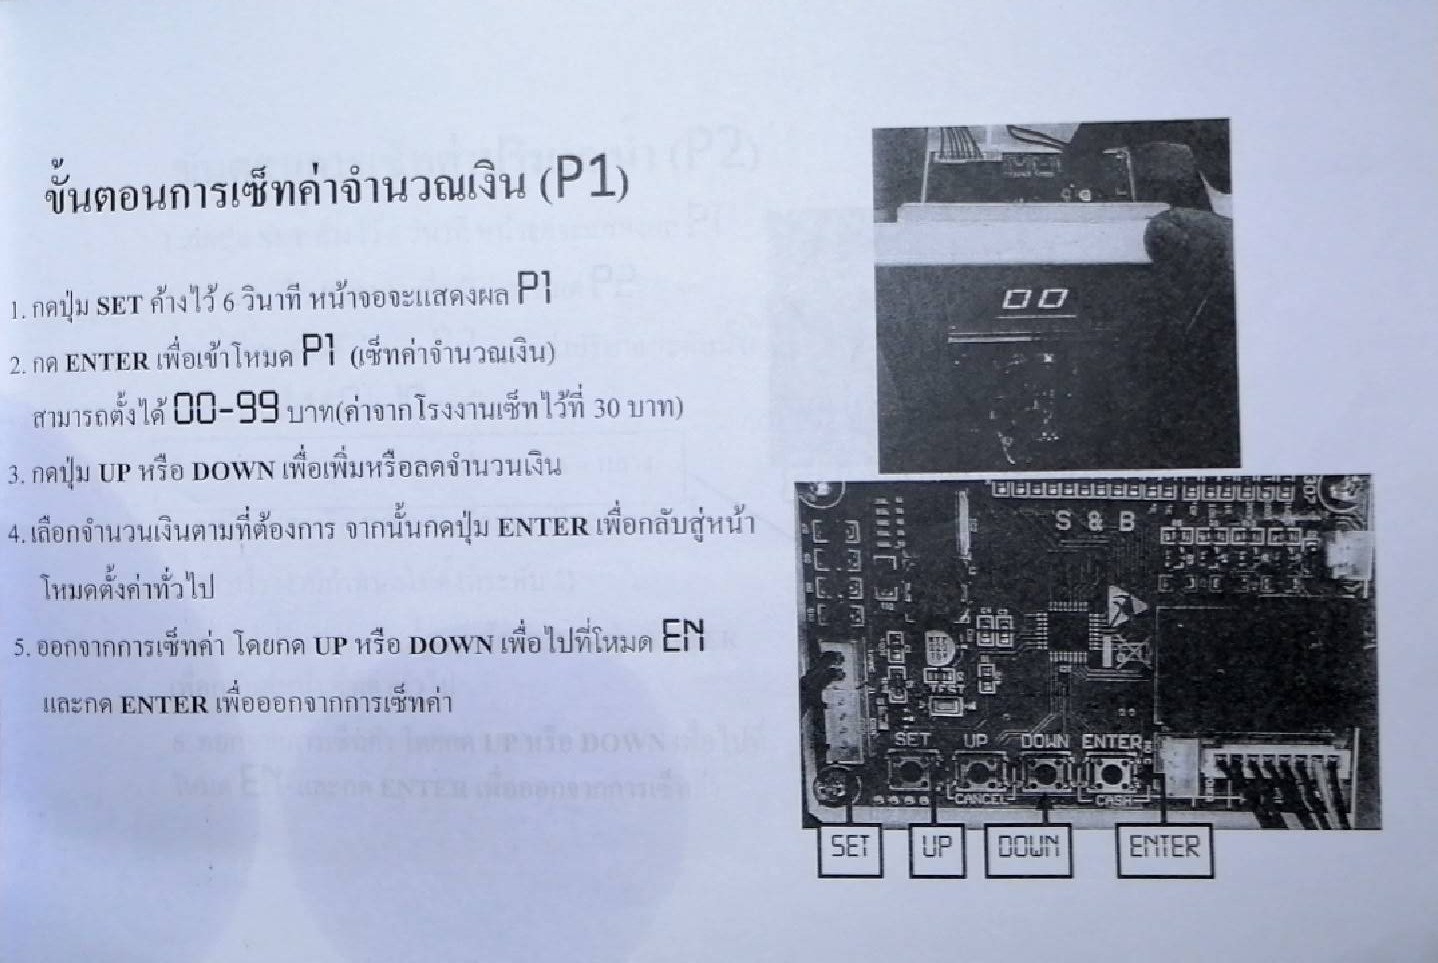 ขั้นตอนการเซ็ทค่าจำนวณเงิน (P1)
1. กดปุ่ม SET ค้างไว้ 6 วินาที หน้าจอจะแสดงผล P1
2. กด ENTER เพื่อเข้าโหมด P1 (เซ็ทค่าจำนวณเงิน)
สามารถตั้งได้ 00-99 บาท(ค่าจากโรงงานเซ็ทไว้ที่ 30 บาท)
3. กดปุ่ม UP หรือ DOWN เพื่อเพิ่มหรือลดจำนวนเงิน
4. เลือกจำนวนเงินตามที่ต้องการ จากนั้นกดปุ่ม ENTER เพื่อกลับสู่หน้า
โหมดตั้งค่าทั่วไป
5. ออกจากการเซ็ทค่า โดยกด UP หรือ DOWN เพื่อไปที่โหมด EN
และกด ENTER เพื่อออกจากการเซ็ทค่า
00
S & B
TEST
SET UP DOWN ENTER
CANCEL CASH
SET UP DOWN ENTER